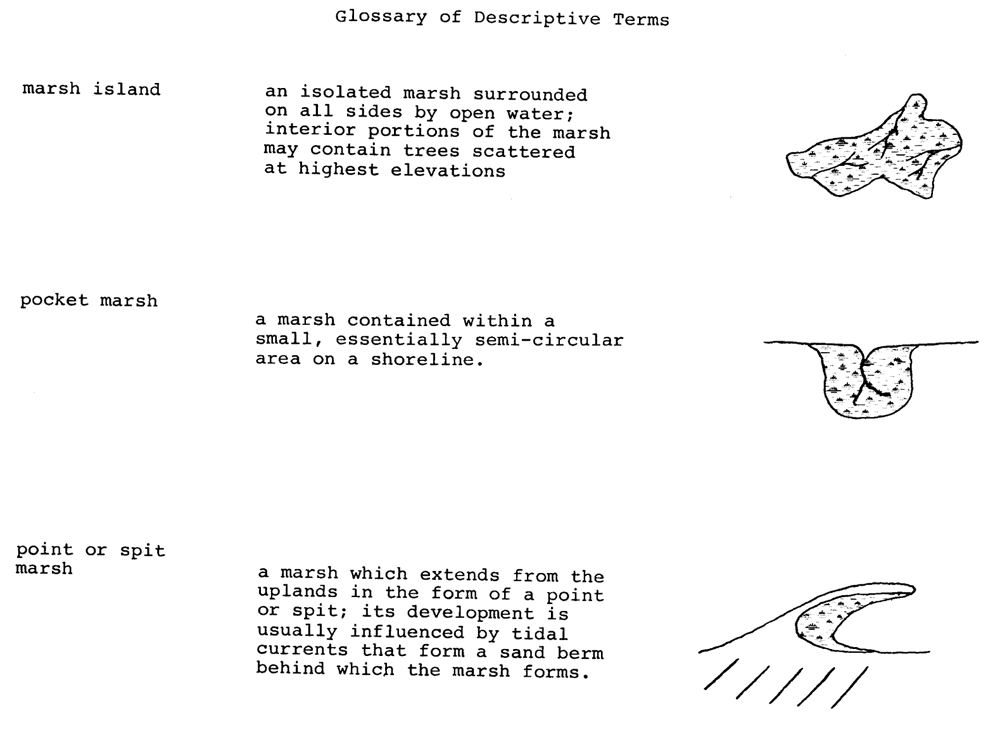 Glossary of Descriptive Terms
marsh island
an isolated marsh surrounded
on all sides by open water;
interior portions of the marsh
may contain trees scattered
at highest elevations
pocket marsh
a marsh contained within a
small, essentially semi-circular
area on a shoreline.
point or spit
marsh
a marsh which extends from the
uplands in the form of a point
or spit; its development is
usually influenced by tidal
currents that form a sand berm
behind which the marsh forms.